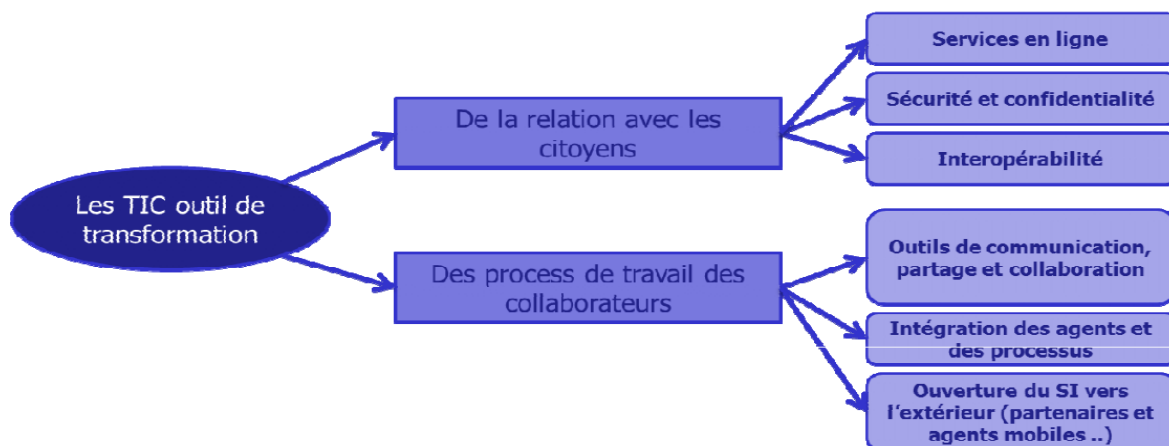 Les TIC outil de
transformation
De la relation avec les
citoyens
Services en ligne
Sécurité et confidentialité
Interopérabilité
Des process de travail des
collaborateurs
Outils de communication,
partage et collaboration
Intégration des agents et
des processus
Ouverture du SI vers
l'extérieur (partenaires et
agents mobiles ..)